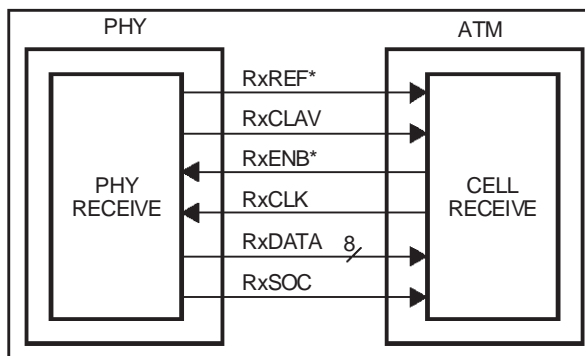 PHY
ATM
RxREF*
RxCLAV
RxENB*
RxCLK
RxDATA 8
RxSOC
PHY
RECEIVE
CELL
RECEIVE